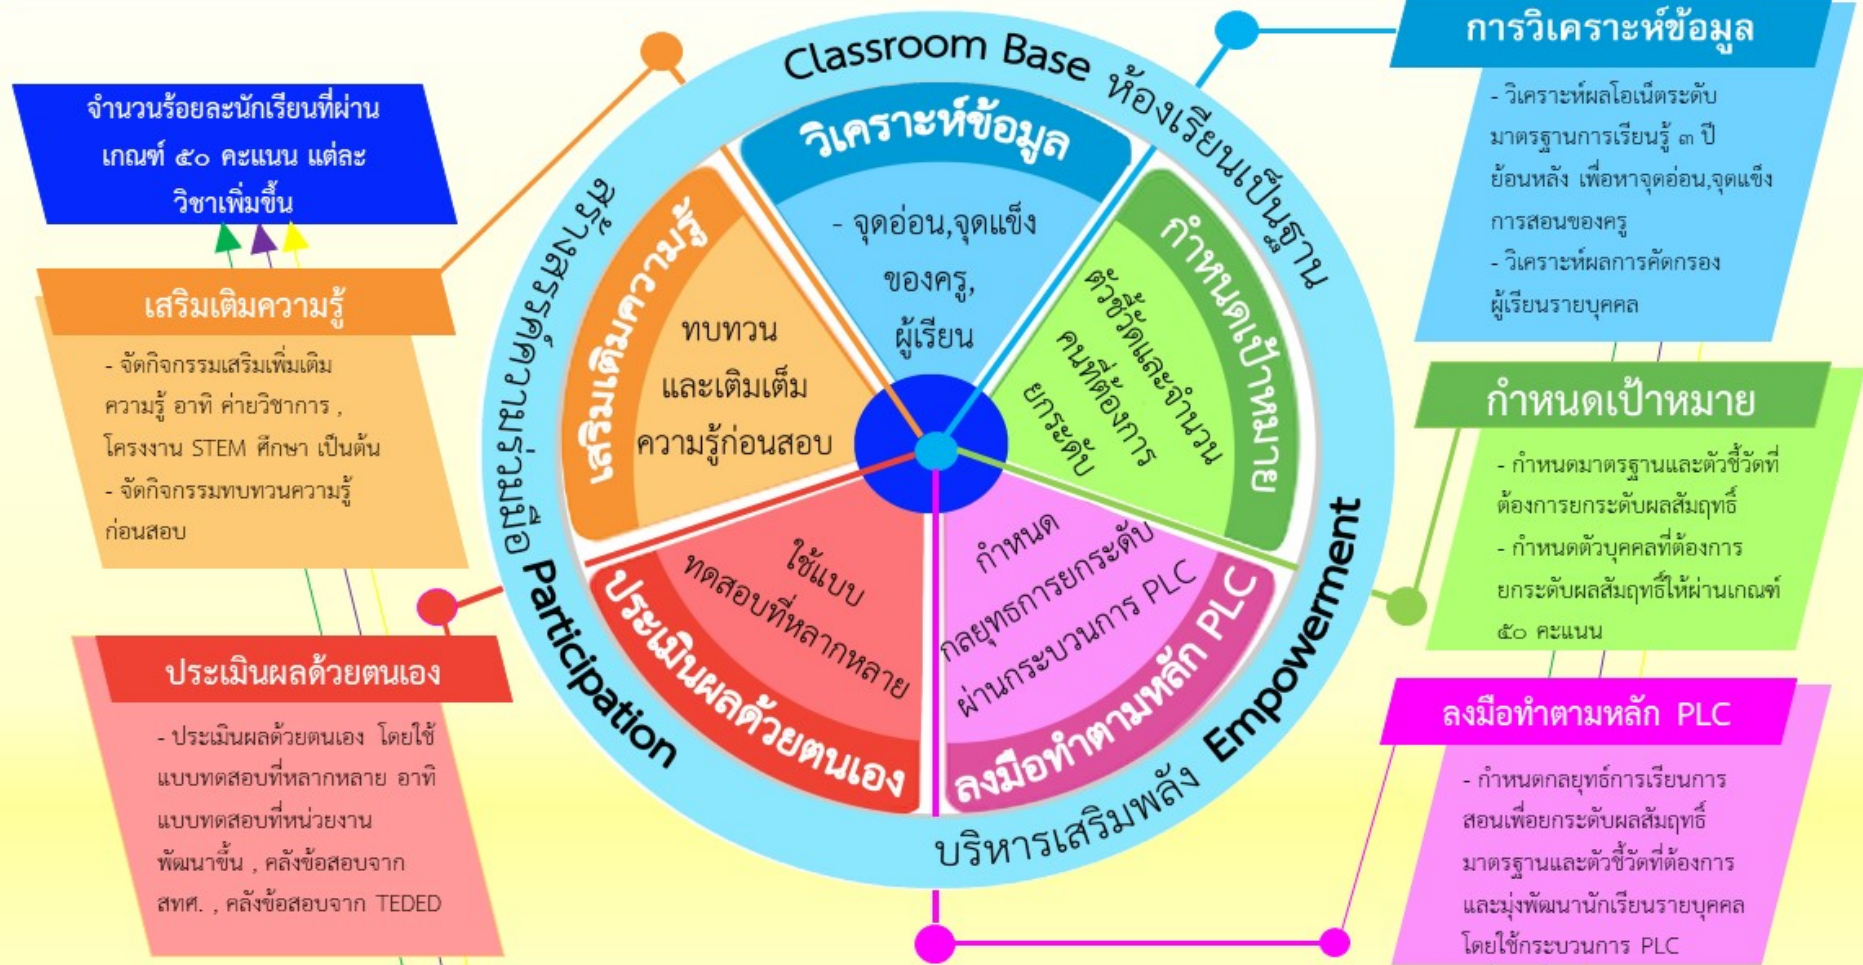 Classroom Base ห้องเรียนเป็นฐาน
บริหารเสริมพลัง Empowerment
สร้างสรรค์ความร่วมมือ Participation
วิเคราะห์ข้อมูล
- จุดอ่อน,จุดแข็ง
ของครู,
ผู้เรียน
กำหนดเป้าหมาย
ตัวชี้วัดและจำนวน
คนที่ต้องการ
ยกระดับ
ลงมือทำตามหลัก PLC
กำหนด
กลยุทธการยกระดับ
ผ่านกระบวนการ PLC
ประเมินผลด้วยตนเอง
ใช้แบบ
ทดสอบที่หลากหลาย
เสริมเติมความรู้
ทบทวน
และเติมเต็ม
ความรู้ก่อนสอบ
การวิเคราะห์ข้อมูล
- วิเคราะห์ผลโอเน็ตระดับ
มาตรฐานการเรียนรู้ ๓ ปี
ย้อนหลัง เพื่อหาจุดอ่อน,จุดแข็ง
การสอนของครู
- วิเคราะห์ผลการคัดกรอง
ผู้เรียนรายบุคคล
กำหนดเป้าหมาย
- กำหนดมาตรฐานและตัวชี้วัดที่
ต้องการยกระดับผลสัมฤทธิ์
- กำหนดตัวบุคคลที่ต้องการ
ยกระดับผลสัมฤทธิ์ให้ผ่านเกณฑ์
๕๐ คะแนน
ลงมือทำตามหลัก PLC
- กำหนดกลยุทธ์การเรียนการ
สอนเพื่อยกระดับผลสัมฤทธิ์
มาตรฐานและตัวชี้วัดที่ต้องการ
และมุ่งพัฒนานักเรียนรายบุคคล
โดยใช้กระบวนการ PLC
ประเมินผลด้วยตนเอง
- ประเมินผลด้วยตนเอง โดยใช้
แบบทดสอบที่หลากหลาย อาทิ
แบบทดสอบที่หน่วยงาน
พัฒนาขึ้น , คลังข้อสอบจาก
สทศ. , คลังข้อสอบจาก TEDED
เสริมเติมความรู้
- จัดกิจกรรมเสริมเพิ่มเติม
ความรู้ อาทิ ค่ายวิชาการ ,
โครงงาน STEM ศึกษา เป็นต้น
- จัดกิจกรรมทบทวนความรู้
ก่อนสอบ
จำนวนร้อยละนักเรียนที่ผ่าน
เกณฑ์ ๕๐ คะแนน แต่ละ
วิชาเพิ่มขึ้น